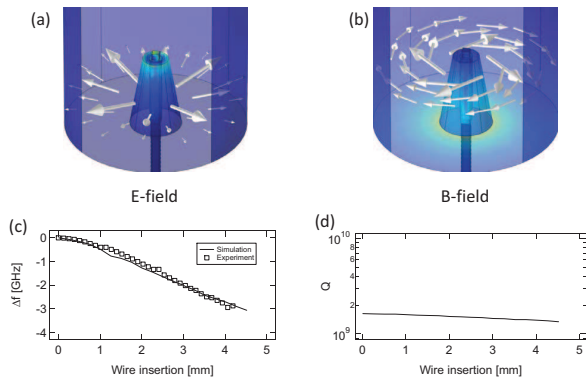 (a)
(b)
E-field
B-field
(c)
0
-1
-2
-3
-4
Δf [GHz]
Simulation
Experiment
0 1 2 3 4 5
Wire insertion [mm]
(d)
10^10
8
6
4
2
10^9
Q
0 1 2 3 4 5
Wire insertion [mm]